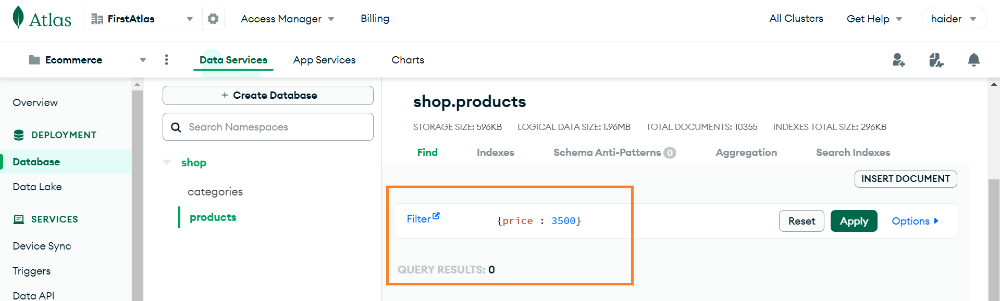 Atlas FirstAtlas Access Manager Billing All Clusters Get Help haider
Ecommerce Data Services App Services Charts
Overview
DEPLOYMENT
Database
Data Lake
SERVICES
Device Sync
Triggers
Data API
+ Create Database
Search Namespaces
shop
categories
products
shop.products
STORAGE SIZE: 596KB LOGICAL DATA SIZE: 1.96MB TOTAL DOCUMENTS: 10355 INDEXES TOTAL SIZE: 296KB
Find Indexes Schema Anti-Patterns 0 Aggregation Search Indexes
INSERT DOCUMENT
Filter {price : 3500} Reset Apply Options
QUERY RESULTS: 0